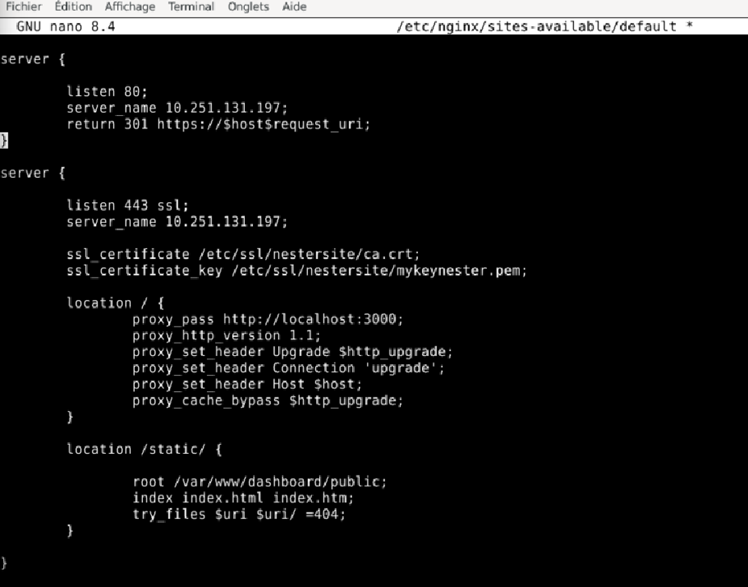 Fichier Édition Affichage Terminal Onglets Aide
GNU nano 8.4 /etc/nginx/sites-available/default *
server {
listen 80;
server_name 10.251.131.197;
return 301 https://$host$request_uri;
}
server {
listen 443 ssl;
server_name 10.251.131.197;
ssl_certificate /etc/ssl/nestersite/ca.crt;
ssl_certificate_key /etc/ssl/nestersite/mykeynester.pem;
location / {
proxy_pass http://localhost:3000;
proxy_http_version 1.1;
proxy_set_header Upgrade $http_upgrade;
proxy_set_header Connection 'upgrade';
proxy_set_header Host $host;
proxy_cache_bypass $http_upgrade;
}
location /static/ {
root /var/www/dashboard/public;
index index.html index.htm;
try_files $uri $uri/ =404;
}
}